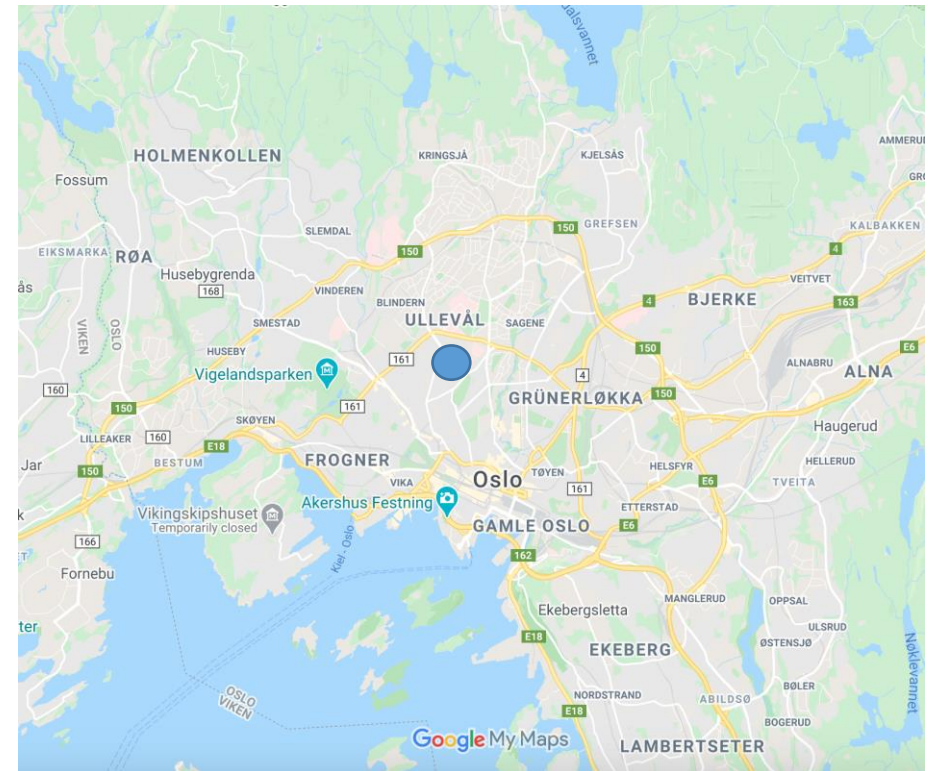 dalsvannet
HOLMENKOLLEN
KRINGSJÅ
KJELSÅS
AMMERUD
Fossum
SLEMDAL
150
GREFSEN
KALBAKKEN
EIKSMARKA
RØA
150
4
Husebygrenda
168
VINDEREN
BLINDERN
4
BJERKE
VEITVET
163
ås
VIKEN
OSLO
SMESTAD
ULLEVÅL
SAGENE
HUSEBY
161
150
E6
Vigelandsparken
4
ALNABRU
ALNA
160
150
161
GRÜNERLØKKA
150
SKØYEN
Haugerud
LILLEAKER
160
E18
Jar
150
BESTUM
FROGNER
VIKA
Oslo
TØYEN
HELSFYR
HELLERUD
E6
TVEITA
161
Akershus Festning
Vikingskipshuset
Temporarily closed
ETTERSTAD
k
166
Kiel - Oslo
GAMLE OSLO
E6
162
Fornebu
MANGLERUD
OPPSAL
Ekebergsletta
ter
E18
ULSRUD
ØSTENSJØ
EKEBERG
Nøklevannet
OSLO
VIKEN
NORDSTRAND
ABILDSØ
BØLER
E18
BOGERUD
Google My Maps
LAMBERTSETER